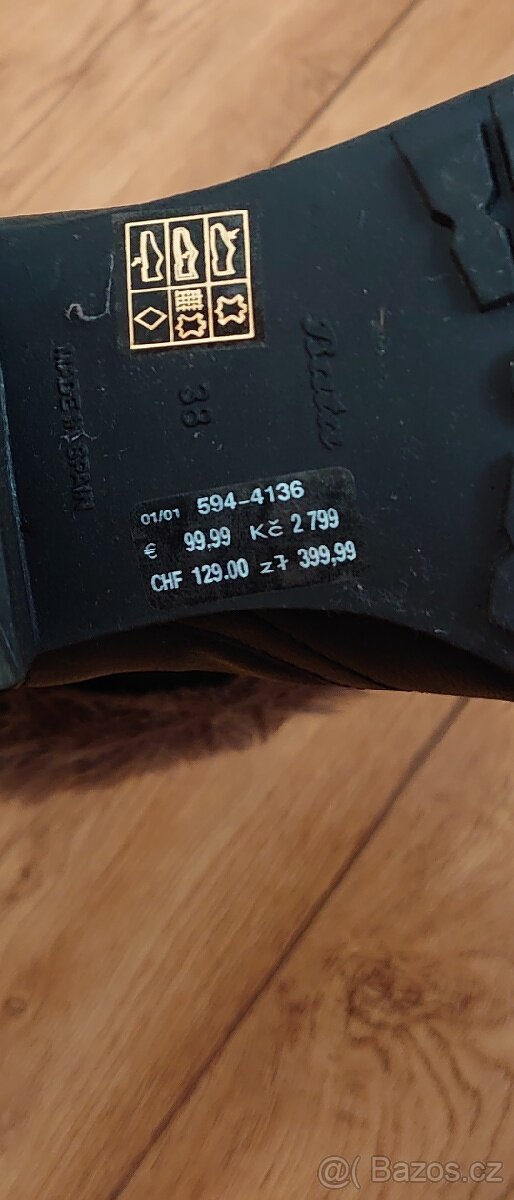 Bata
38
MADE IN SPAIN
01/01 594-4136
€ 99,99 Kč 2 799
CHF 129.00 zł 399,99
@( Bazoš.cz